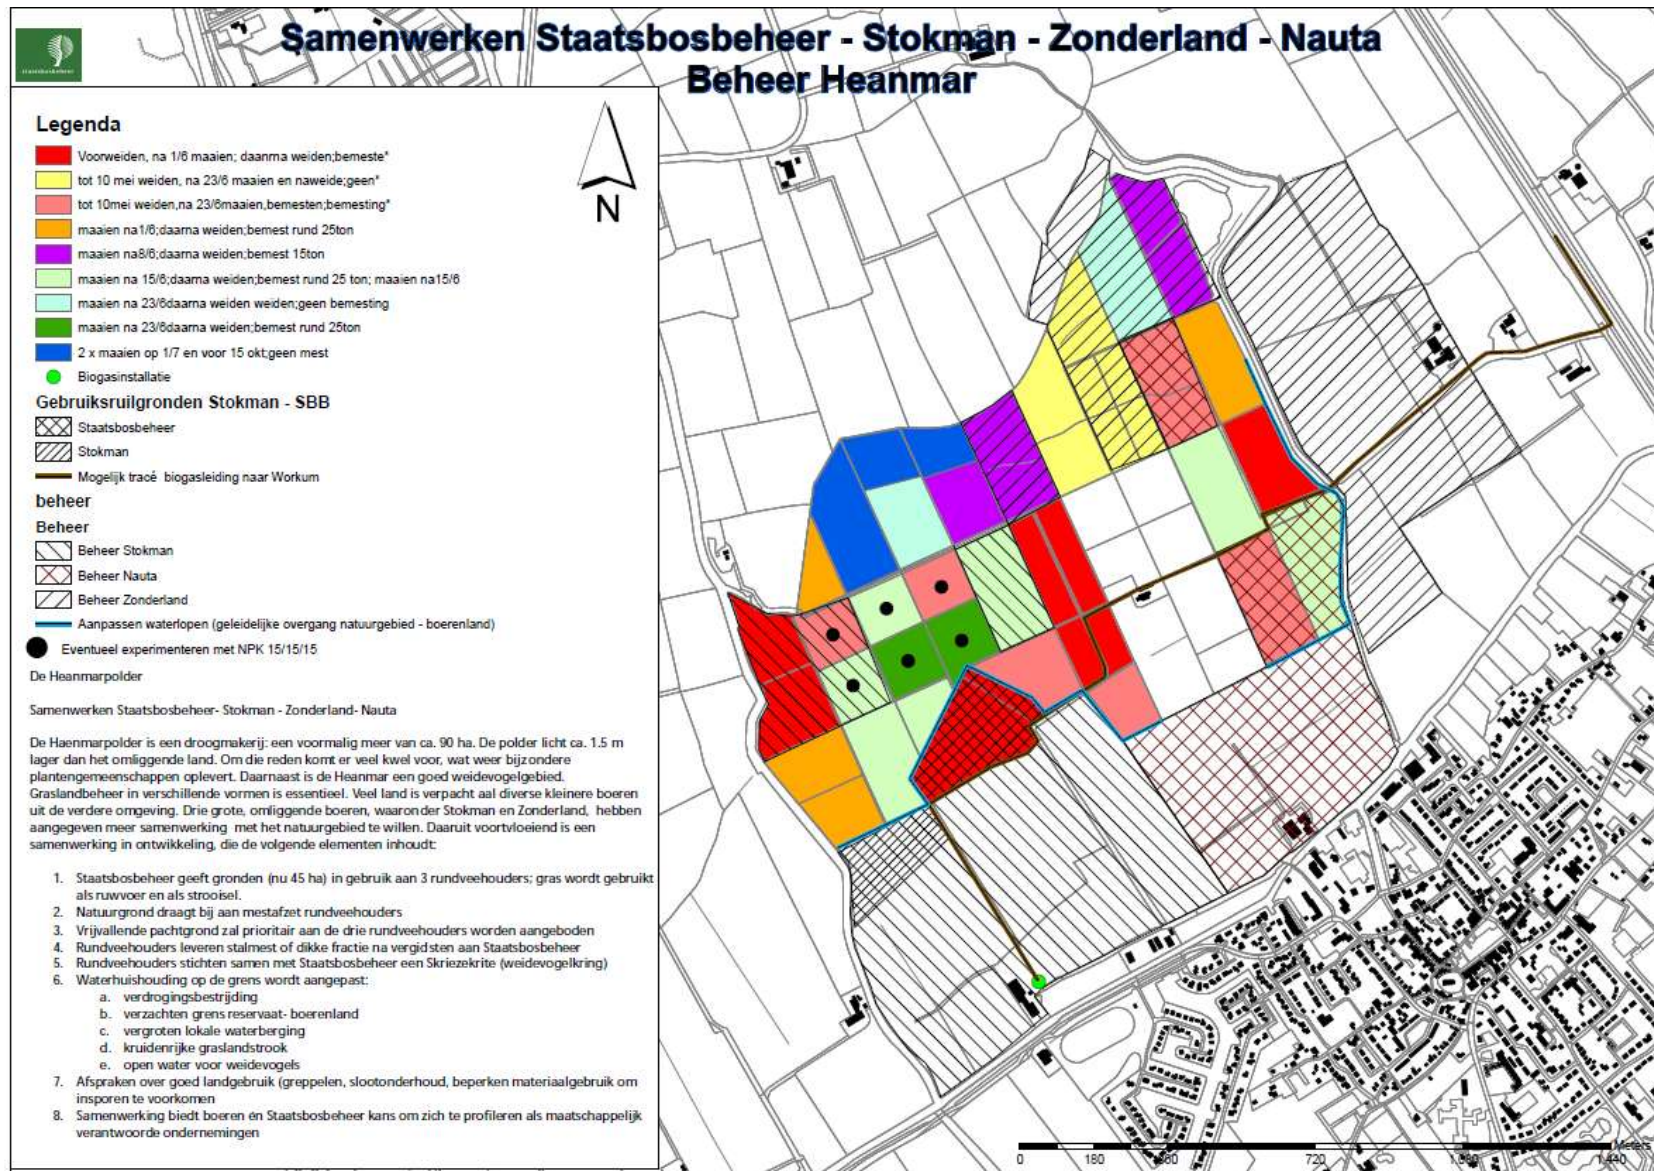 Samenwerken Staatsbosbeheer - Stokman - Zonderland - Nauta
Beheer Heanmar
staatsbosbeheer
Legenda
Voorweiden, na 1/6 maaien; daanrna weiden;bemeste*
tot 10 mei weiden, na 23/6 maaien en naweide;geen*
tot 10mei weiden,na 23/6maaien,bemesten;bemesting*
maaien na1/6;daarna weiden;bemest rund 25ton
maaien na8/6;daarna weiden;bemest 15ton
maaien na 15/6;daarna weiden;bemest rund 25 ton; maaien na15/6
maaien na 23/6daarna weiden weiden;geen bemesting
maaien na 23/6daarna weiden;bemest rund 25ton
2 x maaien op 1/7 en voor 15 okt;geen mest
Biogasinstallatie
N
Gebruiksruilgronden Stokman - SBB
Staatsbosbeheer
Stokman
Mogelijk tracé biogasleiding naar Workum
beheer
Beheer
Beheer Stokman
Beheer Nauta
Beheer Zonderland
Aanpassen waterlopen (geleidelijke overgang natuurgebied - boerenland)
Eventueel experimenteren met NPK 15/15/15
De Heanmarpolder
Samenwerken Staatsbosbeheer- Stokman - Zonderland- Nauta
De Haenmarpolder is een droogmakerij: een voormalig meer van ca. 90 ha. De polder licht ca. 1.5 m
lager dan het omliggende land. Om die reden komt er veel kwel voor, wat weer bijzondere
plantengemeenschappen oplevert. Daarnaast is de Heanmar een goed weidevogelgebied.
Graslandbeheer in verschillende vormen is essentieel. Veel land is verpacht aal diverse kleinere boeren
uit de verdere omgeving. Drie grote, omliggende boeren, waaronder Stokman en Zonderland, hebben
aangegeven meer samenwerking met het natuurgebied te willen. Daaruit voortvloeiend is een
samenwerking in ontwikkeling, die de volgende elementen inhoudt:
1. Staatsbosbeheer geeft gronden (nu 45 ha) in gebruik aan 3 rundveehouders; gras wordt gebruikt
als ruwvoer en als strooisel.
2. Natuurgrond draagt bij aan mestafzet rundveehouders
3. Vrijvallende pachtgrond zal prioritair aan de drie rundveehouders worden aangeboden
4. Rundveehouders leveren stalmest of dikke fractie na vergisten aan Staatsbosbeheer
5. Rundveehouders stichten samen met Staatsbosbeheer een Skriezekrite (weidevogelkring)
6. Waterhuishouding op de grens wordt aangepast:
a. verdrogingsbestrijding
b. verzachten grens reservaat- boerenland
c. vergroten lokale waterberging
d. kruidenrijke graslandstrook
e. open water voor weidevogels
7. Afspraken over goed landgebruik (greppelen, slootonderhoud, beperken materiaalgebruik om
insporen te voorkomen
8. Samenwerking biedt boeren én Staatsbosbeheer kans om zich te profileren als maatschappelijk
verantwoorde ondernemingen
Meters
0 180 360 720 1.080 1.440